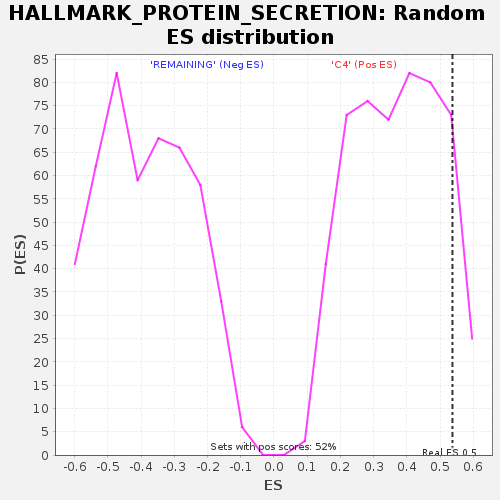 HALLMARK_PROTEIN_SECRETION: Random
ES distribution
'REMAINING' (Neg ES)
'C4' (Pos ES)
85
80
75
70
65
60
55
50
45
40
35
30
25
20
15
10
5
0
P(ES)
Sets with pos scores: 52%
Real ES 0.5
-0.6 -0.5 -0.4 -0.3 -0.2 -0.1 0.0 0.1 0.2 0.3 0.4 0.5 0.6
ES